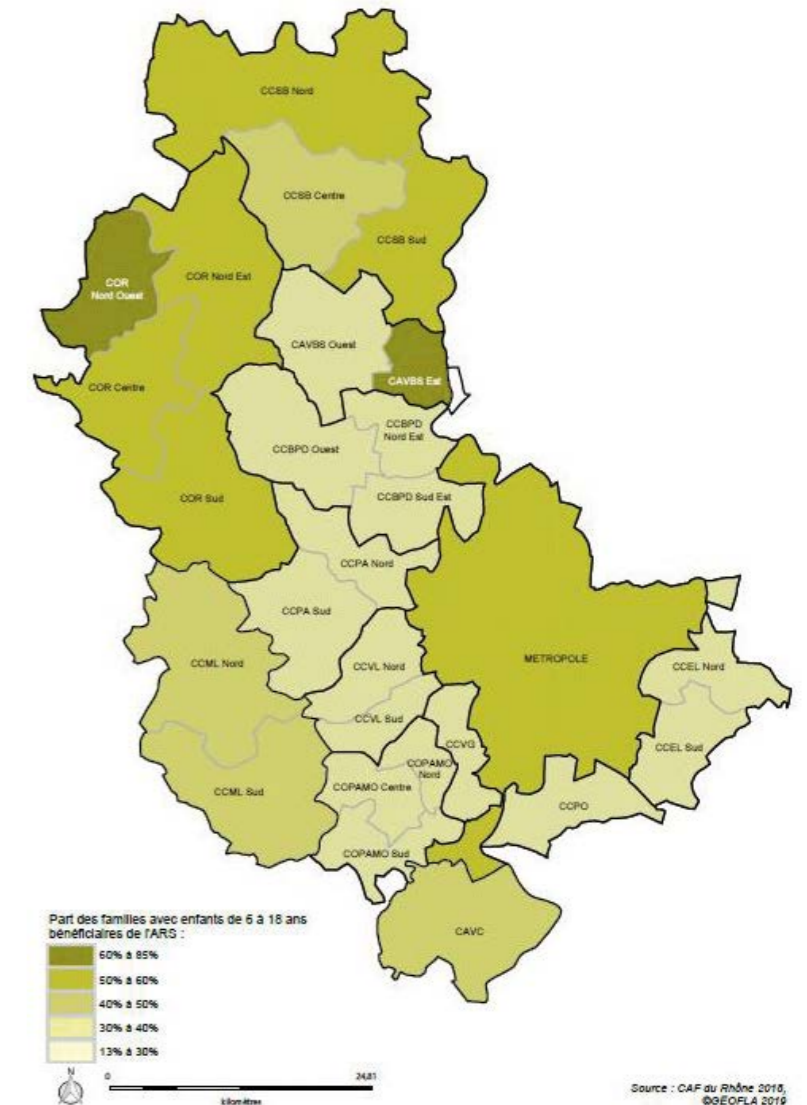 CCSB Nord
CCSB Centre
CCSB Sud
COR
Nord Ouest
COR Nord Est
CAVBS Ouest
COR Centre
CAVBS Est
CCBPD
Nord Est
CCBPD Ouest
COR Sud
CCBPD Sud Est
CCPA Nord
CCPA Sud
CCML Nord
CCVL Nord
METROPOLE
CCEL Nord
CCVL Sud
CCVG
CCEL Sud
COPAMO
Nord
COPAMO Centre
CCML Sud
CCPO
COPAMO Sud
CAVC
Part des familles avec enfants de 6 à 18 ans
bénéficiaires de l'ARS :
60% à 85%
50% à 60%
40% à 50%
30% à 40%
13% à 30%
N
0
24,81
kilomètres
Source : CAF du Rhône 2018,
©GEOFLA 2019